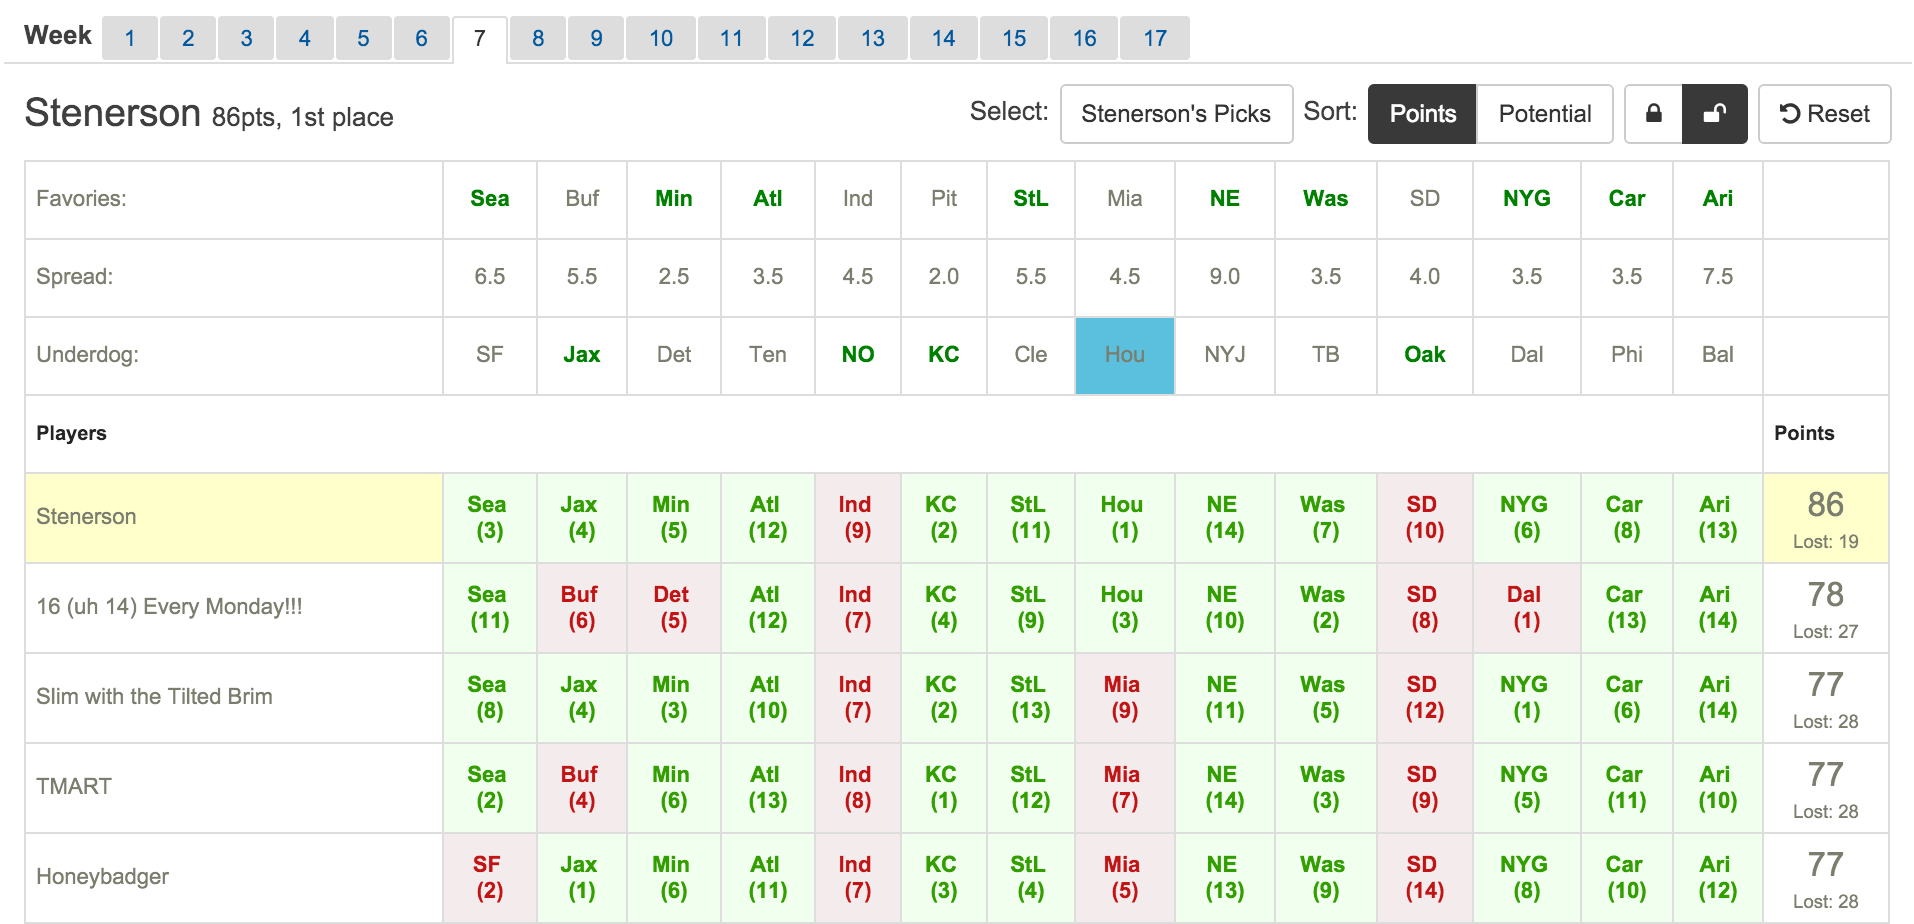 Week 1 2 3 4 5 6 7 8 9 10 11 12 13 14 15 16 17
Stenerson 86pts, 1st place Select: Stenerson's Picks Sort: Points Potential Reset
Favories: Sea Buf Min Atl Ind Pit StL Mia NE Was SD NYG Car Ari
Spread: 6.5 5.5 2.5 3.5 4.5 2.0 5.5 4.5 9.0 3.5 4.0 3.5 3.5 7.5
Underdog: SF Jax Det Ten NO KC Cle Hou NYJ TB Oak Dal Phi Bal
Players Points
Stenerson Sea (3) Jax (4) Min (5) Atl (12) Ind (9) KC (2) StL (11) Hou (1) NE (14) Was (7) SD (10) NYG (6) Car (8) Ari (13) 86
Lost: 19
16 (uh 14) Every Monday!!! Sea (11) Buf (6) Det (5) Atl (12) Ind (7) KC (4) StL (9) Hou (3) NE (10) Was (2) SD (8) Dal (1) Car (13) Ari (14) 78
Lost: 27
Slim with the Tilted Brim Sea (8) Jax (4) Min (3) Atl (10) Ind (7) KC (2) StL (13) Mia (9) NE (11) Was (5) SD (12) NYG (1) Car (6) Ari (14) 77
Lost: 28
TMART Sea (2) Buf (4) Min (6) Atl (13) Ind (8) KC (1) StL (12) Mia (7) NE (14) Was (3) SD (9) NYG (5) Car (11) Ari (10) 77
Lost: 28
Honeybadger SF (2) Jax (1) Min (6) Atl (11) Ind (7) KC (3) StL (4) Mia (5) NE (13) Was (9) SD (14) NYG (8) Car (10) Ari (12) 77
Lost: 28